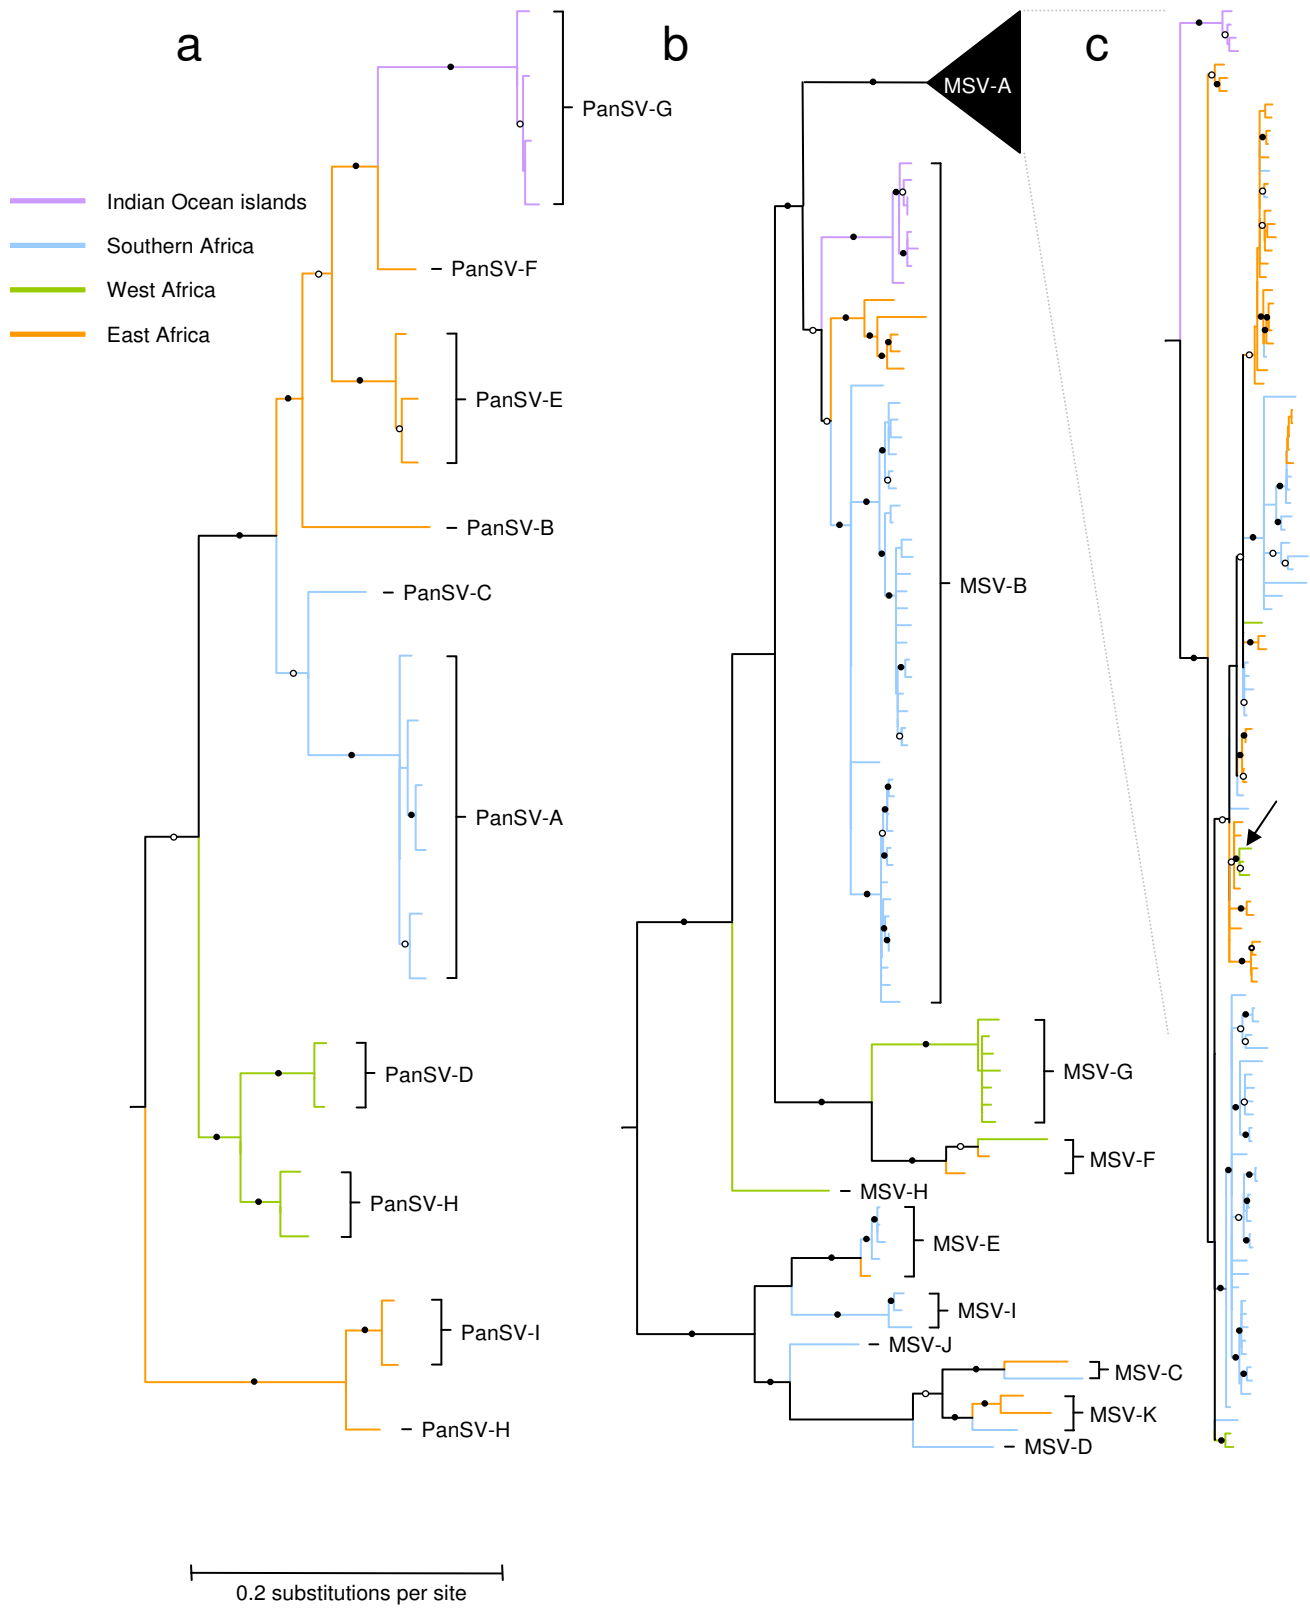 a
b
c
Indian Ocean islands
Southern Africa
West Africa
East Africa
PanSV-G
PanSV-F
PanSV-E
PanSV-B
PanSV-C
PanSV-A
PanSV-D
PanSV-H
PanSV-I
PanSV-H
0.2 substitutions per site
MSV-A
MSV-B
MSV-G
MSV-F
MSV-H
MSV-E
MSV-I
MSV-J
MSV-C
MSV-K
MSV-D